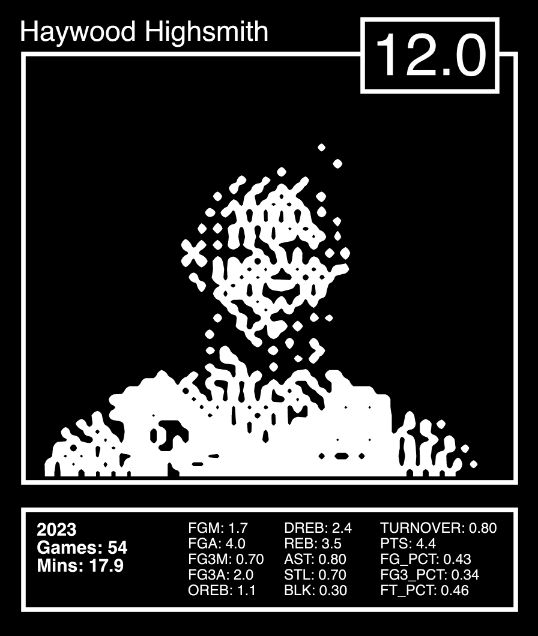 Haywood Highsmith
12.0
2023
Games: 54
Mins: 17.9
FGM: 1.7
FGA: 4.0
FG3M: 0.70
FG3A: 2.0
OREB: 1.1
DREB: 2.4
REB: 3.5
AST: 0.80
STL: 0.70
BLK: 0.30
TURNOVER: 0.80
PTS: 4.4
FG_PCT: 0.43
FG3_PCT: 0.34
FT_PCT: 0.46